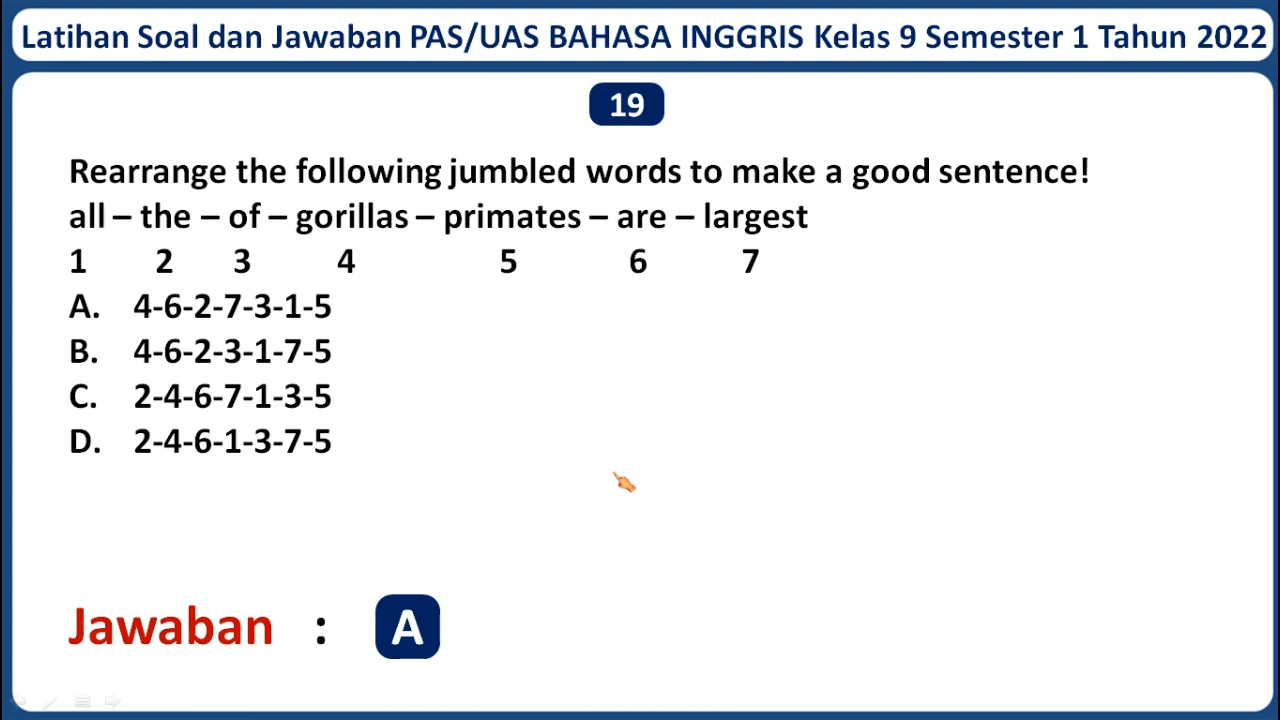 Latihan Soal dan Jawaban PAS/UAS BAHASA INGGRIS Kelas 9 Semester 1 Tahun 2022
19
Rearrange the following jumbled words to make a good sentence!
all – the – of – gorillas – primates – are – largest
1 2 3 4 5 6 7
A. 4-6-2-7-3-1-5
B. 4-6-2-3-1-7-5
C. 2-4-6-7-1-3-5
D. 2-4-6-1-3-7-5
Jawaban : A